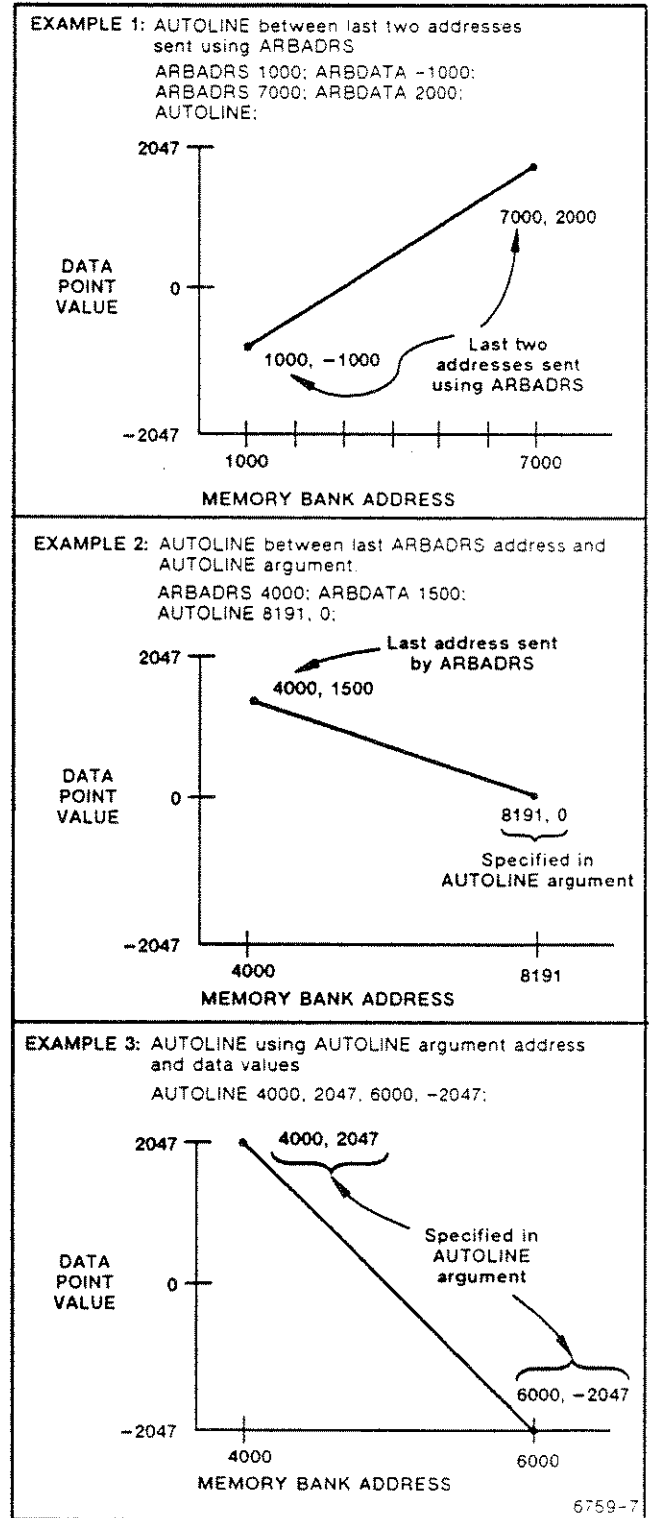 EXAMPLE 1: AUTOLINE between last two addresses
sent using ARBADRS
ARBADRS 1000; ARBDATA -1000;
ARBADRS 7000; ARBDATA 2000;
AUTOLINE;
2047
7000, 2000
DATA
POINT
VALUE
0
1000, -1000
Last two
addresses sent
using ARBADRS
-2047
1000
7000
MEMORY BANK ADDRESS
EXAMPLE 2: AUTOLINE between last ARBADRS address and
AUTOLINE argument.
ARBADRS 4000; ARBDATA 1500;
AUTOLINE 8191, 0;
2047
Last address sent
by ARBADRS
4000, 1500
DATA
POINT
VALUE
0
8191, 0
Specified in
AUTOLINE argument
-2047
4000
8191
MEMORY BANK ADDRESS
EXAMPLE 3: AUTOLINE using AUTOLINE argument address
and data values
AUTOLINE 4000, 2047, 6000, -2047;
2047
4000, 2047
Specified in
AUTOLINE
argument
DATA
POINT
VALUE
0
6000, -2047
-2047
4000
6000
MEMORY BANK ADDRESS
6759-7